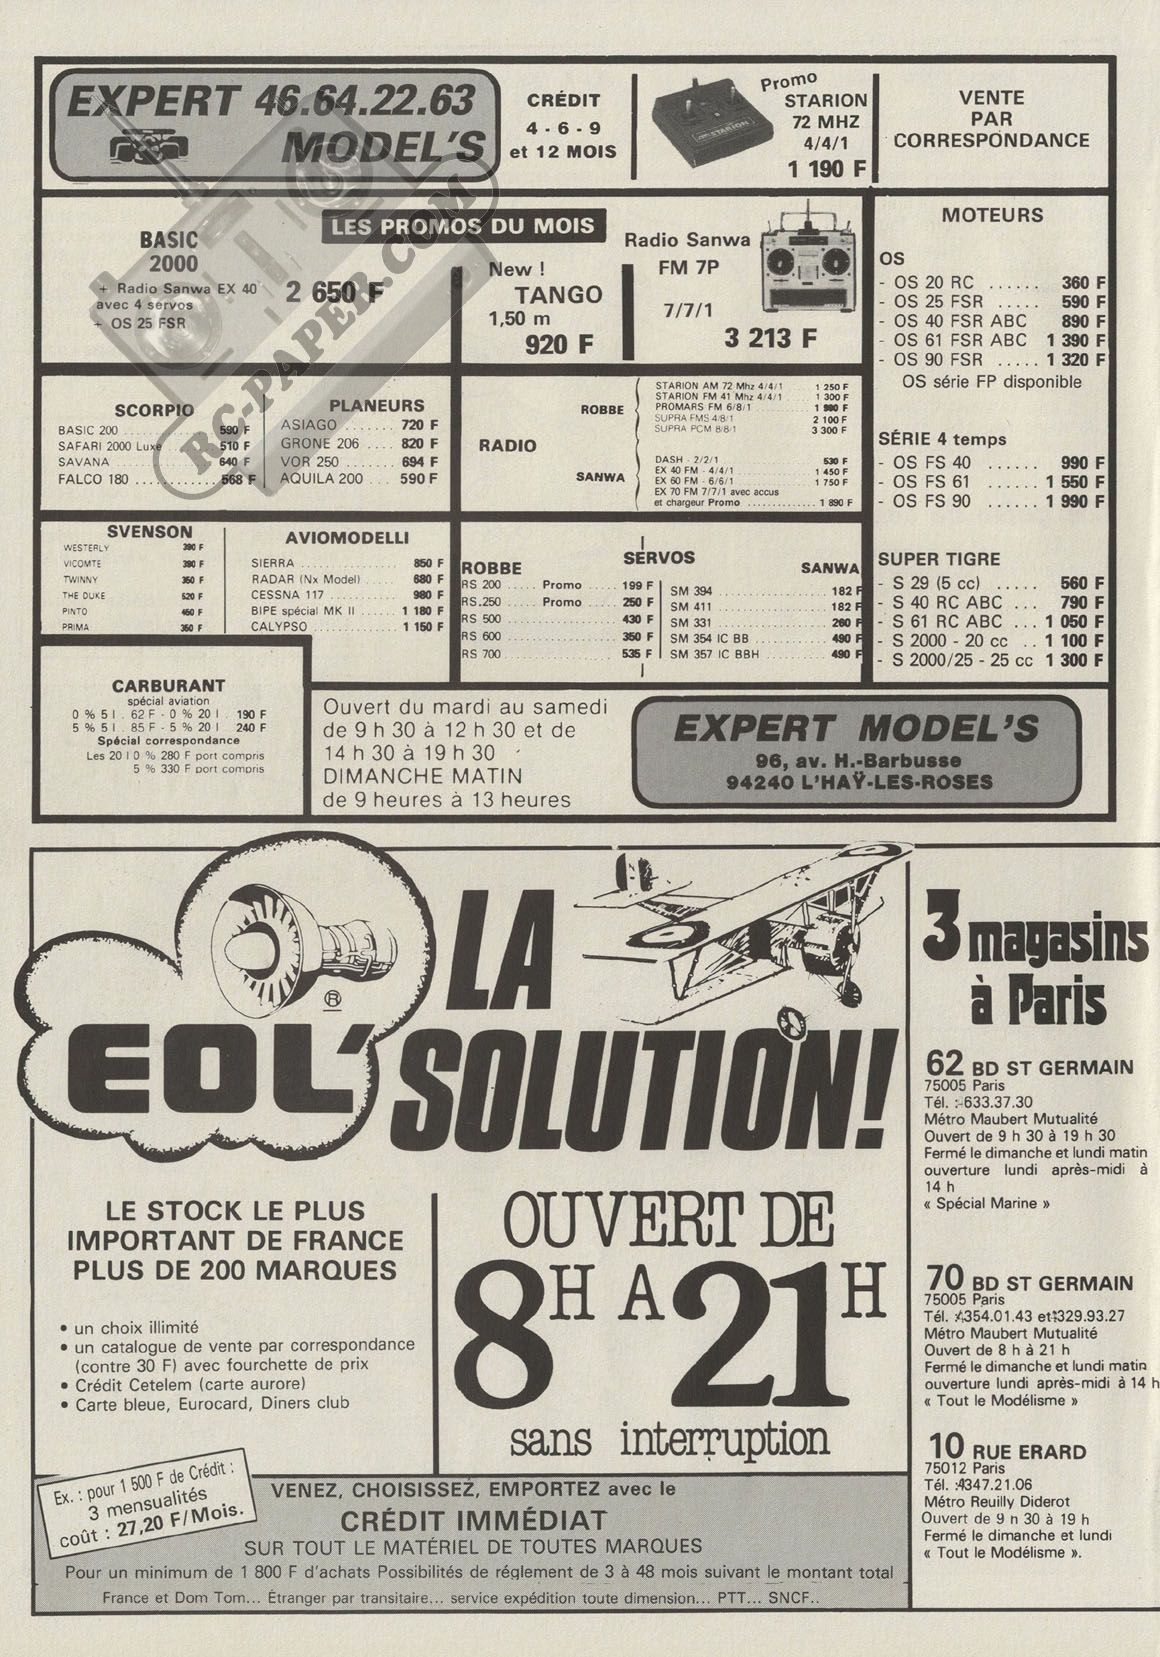 EXPERT 46.64.22.63
MODEL'S
CRÉDIT
4 - 6 - 9
et 12 MOIS
STARION
Promo
STARION
72 MHZ
4/4/1
1 190 F
VENTE
PAR
CORRESPONDANCE
LES PROMOS DU MOIS
BASIC
2000
+ Radio Sanwa EX 40
avec 4 servos
+ OS 25 FSR
2 650 F
New !
TANGO
1,50 m
920 F
Radio Sanwa
FM 7P
7/7/1
3 213 F
RC-PAPER.COM
MOTEURS
OS
- OS 20 RC ...... 360 F
- OS 25 FSR ..... 590 F
- OS 40 FSR ABC 890 F
- OS 61 FSR ABC 1 390 F
- OS 90 FSR ..... 1 320 F
OS série FP disponible
SÉRIE 4 temps
- OS FS 40 ...... 990 F
- OS FS 61 ...... 1 550 F
- OS FS 90 ...... 1 990 F
SUPER TIGRE
- S 29 (5 cc) ..... 560 F
- S 40 RC ABC ... 790 F
- S 61 RC ABC ... 1 050 F
- S 2000 - 20 cc .. 1 100 F
- S 2000/25 - 25 cc 1 300 F
SCORPIO
BASIC 200 ............ 590 F
SAFARI 2000 Luxe ... 510 F
SAVANA ............ 640 F
FALCO 180 ............ 568 F
PLANEURS
ASIAGO ....... 720 F
GRONE 206 .... 820 F
VOR 250 ...... 694 F
AQUILA 200 ... 590 F
RADIO
ROBBE
STARION AM 72 Mhz 4/4/1 ... 1 250 F
STARION FM 41 Mhz 4/4/1 ... 1 300 F
PROMARS FM 6/8/1
SUPRA FMS 4/8/1 2 100 F
SUPRA PCM 8/8/1 3 300 F
SANWA
DASH - 2/2/1 ........ 530 F
EX 40 FM - 4/4/1 ........ 1 450 F
EX 60 FM - 6/6/1 ........ 1 750 F
EX 70 FM 7/7/1 avec accus
et chargeur Promo ............. 1 890 F
SVENSON
WESTERLY 390 F
VICOMTE 390 F
TWINNY 350 F
THE DUKE 520 F
PINTO 450 F
PRIMA 350 F
AVIOMODELLI
SIERRA ............... 850 F
RADAR (Nx Model) .... 680 F
CESSNA 117 .......... 980 F
BIPE spécial MK II ... 1 180 F
CALYPSO ............ 1 150 F
SERVOS
ROBBE
RS 200 .... Promo .... 199 F
RS.250 .... Promo .... 250 F
RS 500 ............ 430 F
RS 600 ............ 350 F
RS 700 ............ 535 F
SANWA
SM 394 ............ 182 F
SM 411 ............ 182 F
SM 331 ............ 260 F
SM 354 IC BB ........ 490 F
SM 357 IC BBH ...... 490 F
CARBURANT
spécial aviation
0 % 5 l . 62 F - 0 % 20 l . 190 F
5 % 5 l . 85 F - 5 % 20 l . 240 F
Spécial correspondance
Les 20 l 0 % 280 F port compris
5 % 330 F port compris
Ouvert du mardi au samedi
de 9 h 30 à 12 h 30 et de
14 h 30 à 19 h 30
DIMANCHE MATIN
de 9 heures à 13 heures
EXPERT MODEL'S
96, av. H.-Barbusse
94240 L'HAŸ-LES-ROSES
EOL'
®
LA
SOLUTION!
LE STOCK LE PLUS
IMPORTANT DE FRANCE
PLUS DE 200 MARQUES
• un choix illimité
• un catalogue de vente par correspondance
(contre 30 F) avec fourchette de prix
• Crédit Cetelem (carte aurore)
• Carte bleue, Eurocard, Diners club
OUVERT DE
8H A 21H
sans interruption
Ex. : pour 1 500 F de Crédit :
3 mensualités
coût : 27,20 F/Mois.
VENEZ, CHOISISSEZ, EMPORTEZ avec le
CRÉDIT IMMÉDIAT
SUR TOUT LE MATÉRIEL DE TOUTES MARQUES
Pour un minimum de 1 800 F d'achats Possibilités de réglement de 3 à 48 mois suivant le montant total
France et Dom Tom... Étranger par transitaire... service expédition toute dimension... PTT... SNCF..
3 magasins
à Paris
62 BD ST GERMAIN
75005 Paris
Tél. : 633.37.30
Métro Maubert Mutualité
Ouvert de 9 h 30 à 19 h 30
Fermé le dimanche et lundi matin
ouverture lundi après-midi à
14 h
« Spécial Marine »
70 BD ST GERMAIN
75005 Paris
Tél. 4354.01.43 et 329.93.27
Métro Maubert Mutualité
Ouvert de 8 h à 21 h
Fermé le dimanche et lundi matin
ouverture lundi après-midi à 14 h
« Tout le Modélisme »
10 RUE ERARD
75012 Paris
Tél. 4347.21.06
Métro Reuilly Diderot
Ouvert de 9 h 30 à 19 h
Fermé le dimanche et lundi
« Tout le Modélisme ».